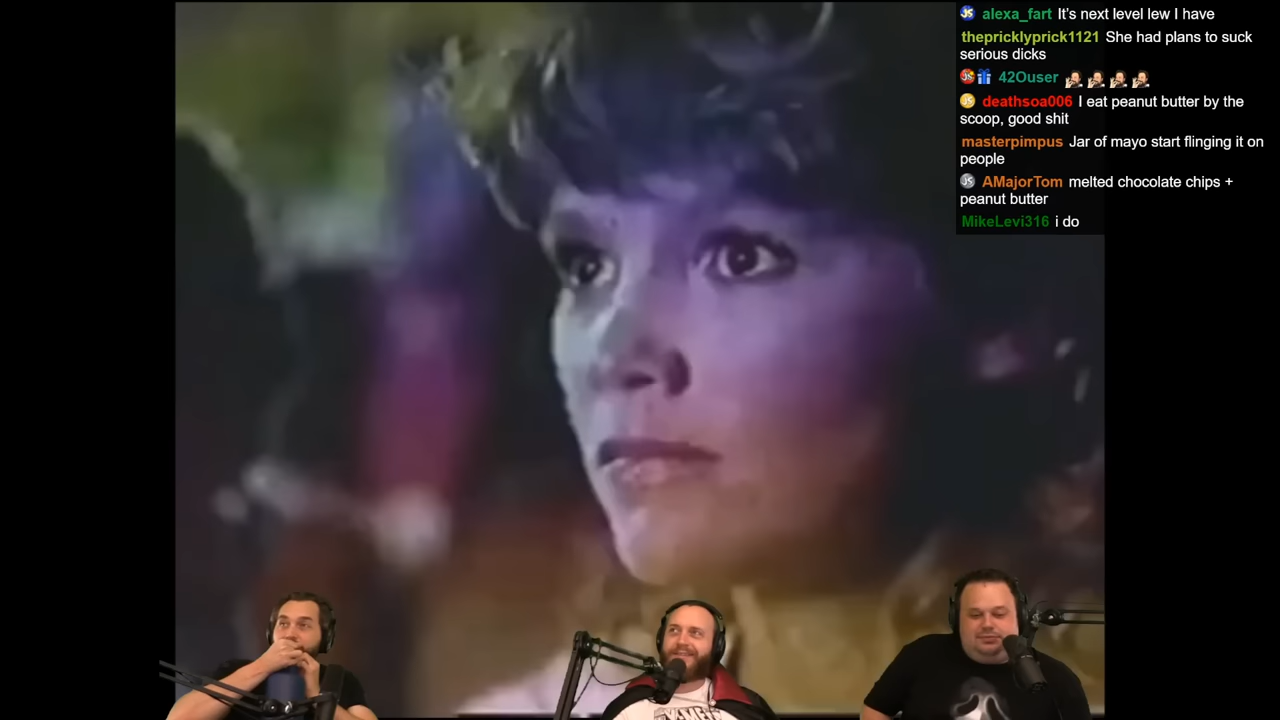 alexa_fart It's next level lew I have
thepricklyprick1121 She had plans to suck
serious dicks
42Ouser
deathsoa006 I eat peanut butter by the
scoop, good shit
masterpimpus Jar of mayo start flinging it on
people
AMajorTom melted chocolate chips +
peanut butter
MikeLevi316 i do